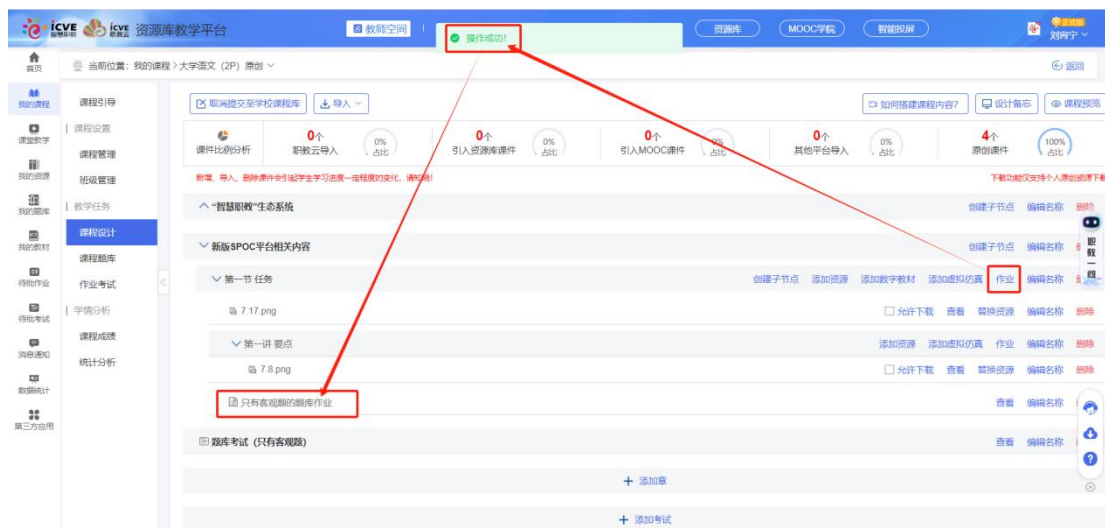 icve 智慧职教 icve 职教云 资源库教学平台 教师空间 操作成功! 资源库 MOOC学院 智能投屏 正式版 刘宥宁
首页 当前位置: 我的课程 > 大学语文 (2P) 原创 返回
我的课程 课程引导 取消提交至学校课程库 导入 如何搭建课程内容? 设计备忘 课程预览
课堂教学 课程设置
课件比例分析 0个 职教云导入 0% 占比 0个 引入资源库课件 0% 占比 0个 引入MOOC课件 0% 占比 0个 其他平台导入 0% 占比 4个 原创课件 100% 占比
课程管理
我的资源 班级管理 新增、导入、删除课件会引起学生学习进度一定程度的变化, 请知晓! 下载功能仅支持个人原创资源下载
我的题库 教学任务 “智慧职教”生态系统 创建子节点 编辑名称 删除
我的教材 课程设计 新版SPOC平台相关内容 创建子节点 编辑名称
课程题库
待批作业 作业考试 第一节 任务 创建子节点 添加资源 添加数字教材 添加虚拟仿真 作业 编辑名称
职教一问
待批考试 学情分析 7.17.png 允许下载 查看 替换资源 编辑名称 删除
消息通知 课程成绩 第一讲 要点 添加资源 添加虚拟仿真 作业 编辑名称 删除
数据统计 统计分析 7.8.png 允许下载 查看 替换资源 编辑名称 删除
第三方应用 只有客观题的题库作业 查看 编辑名称
题库考试 (只有客观题) 查看 编辑名称
+ 添加章
+ 添加考试